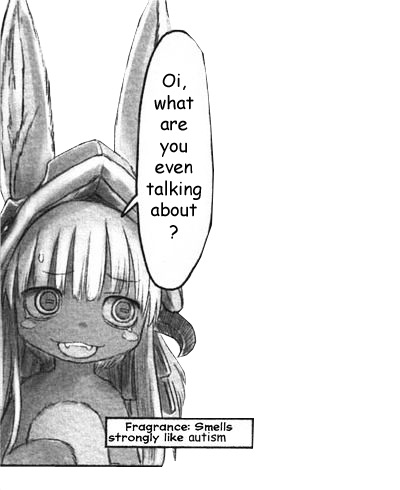 Oi,
what
are
you
even
talking
about
?
Fragrance: Smells
strongly like autism